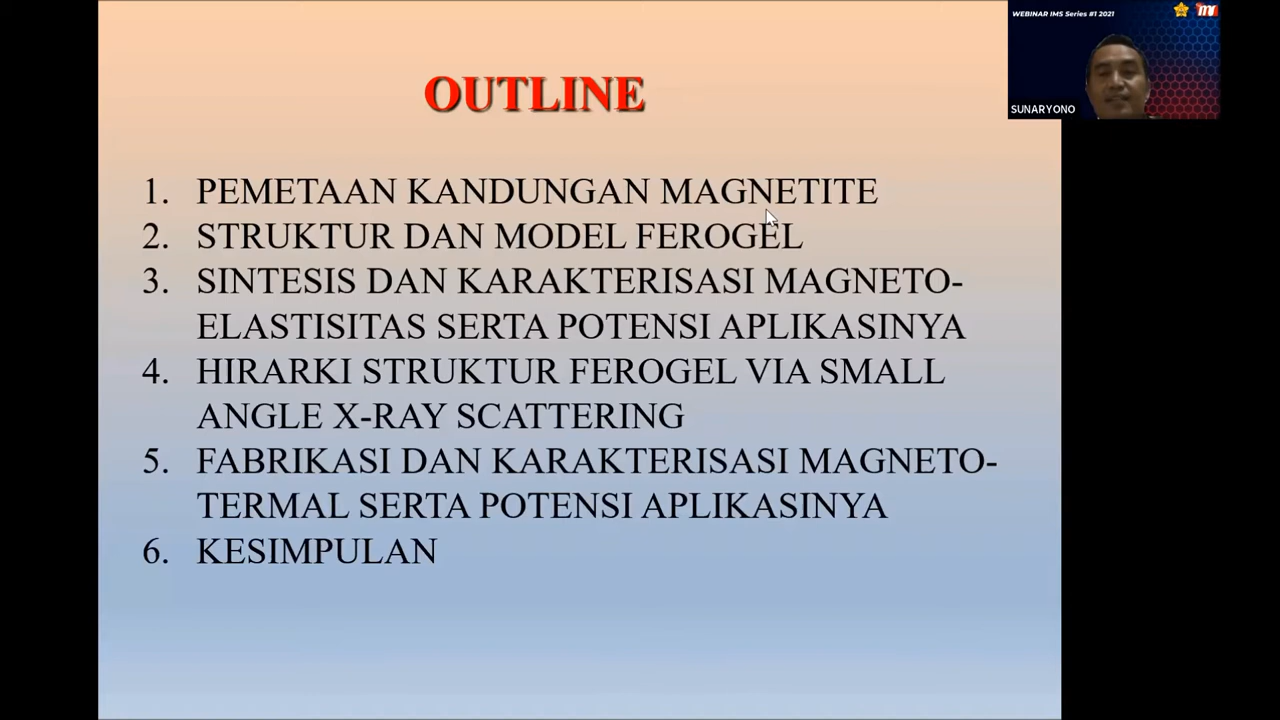 OUTLINE
1. PEMETAAN KANDUNGAN MAGNETITE
2. STRUKTUR DAN MODEL FEROGEL
3. SINTESIS DAN KARAKTERISASI MAGNETO-
ELASTISITAS SERTA POTENSI APLIKASINYA
4. HIRARKI STRUKTUR FEROGEL VIA SMALL
ANGLE X-RAY SCATTERING
5. FABRIKASI DAN KARAKTERISASI MAGNETO-
TERMAL SERTA POTENSI APLIKASINYA
6. KESIMPULAN
WEBINAR IMS Series #1 2021
SUNARYONO